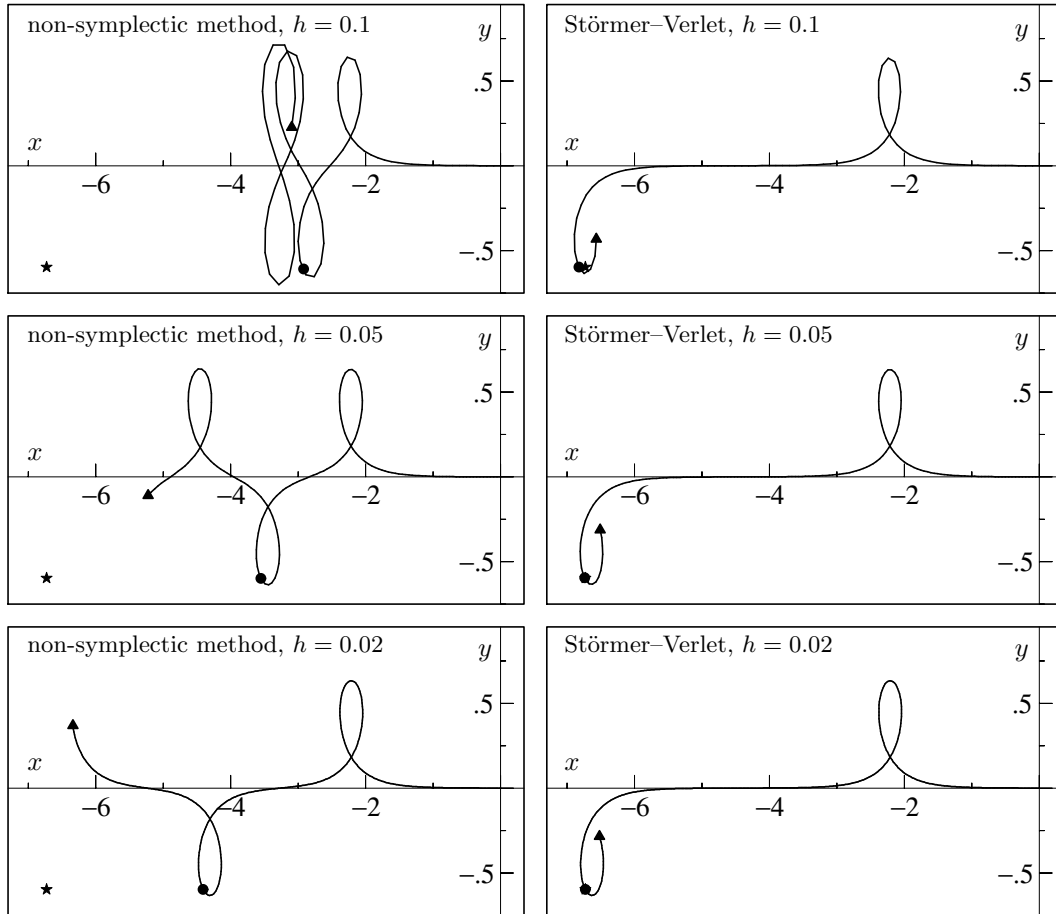 non-symplectic method, h = 0.1
y
.5
x
−6
−4
−2
−.5
Störmer–Verlet, h = 0.1
y
.5
x
−6
−4
−2
−.5
non-symplectic method, h = 0.05
y
.5
x
−6
−4
−2
−.5
Störmer–Verlet, h = 0.05
y
.5
x
−6
−4
−2
−.5
non-symplectic method, h = 0.02
y
.5
x
−6
−4
−2
−.5
Störmer–Verlet, h = 0.02
y
.5
x
−6
−4
−2
−.5